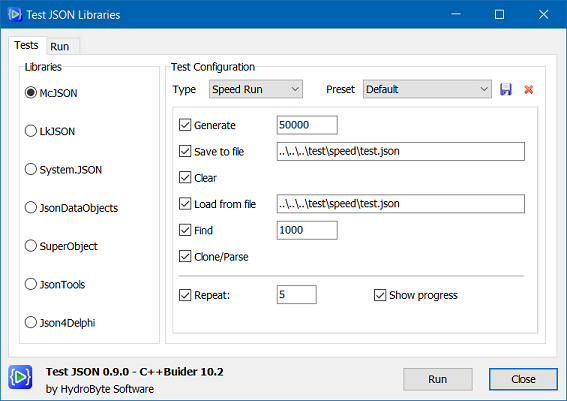 Test JSON Libraries
Tests Run
Libraries
McJSON
LkJSON
System.JSON
JsonDataObjects
SuperObject
JsonTools
Json4Delphi
Test Configuration
Type Speed Run Preset Default
Generate 50000
Save to file ..\..\..\test\speed\test.json
Clear
Load from file ..\..\..\test\speed\test.json
Find 1000
Clone/Parse
Repeat: 5 Show progress
Test JSON 0.9.0 - C++Buider 10.2
by HydroByte Software
Run Close